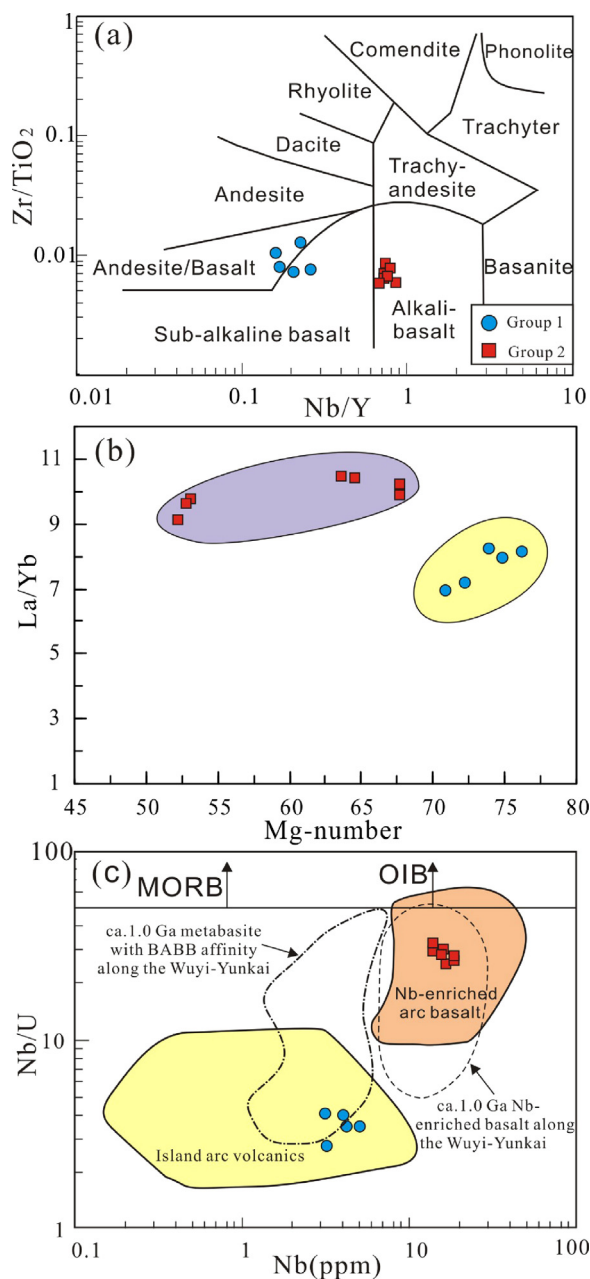 (a)
1
0.1
0.01
Zr/TiO2
Comendite
Phonolite
Rhyolite
Trachyter
Dacite
Trachy-
andesite
Andesite
Andesite/Basalt
Basanite
Alkali-
basalt
Sub-alkaline basalt
Group 1
Group 2
0.01
0.1
1
10
Nb/Y
(b)
11
9
7
5
3
1
La/Yb
45
50
55
60
65
70
75
80
Mg-number
(c)
100
10
1
Nb/U
MORB
OIB
ca.1.0 Ga metabasite
with BABB affinity
along the Wuyi-Yunkai
Nb-enriched
arc basalt
ca.1.0 Ga Nb-
enriched basalt along
the Wuyi-Yunkai
Island arc volcanics
0.1
1
10
100
Nb(ppm)